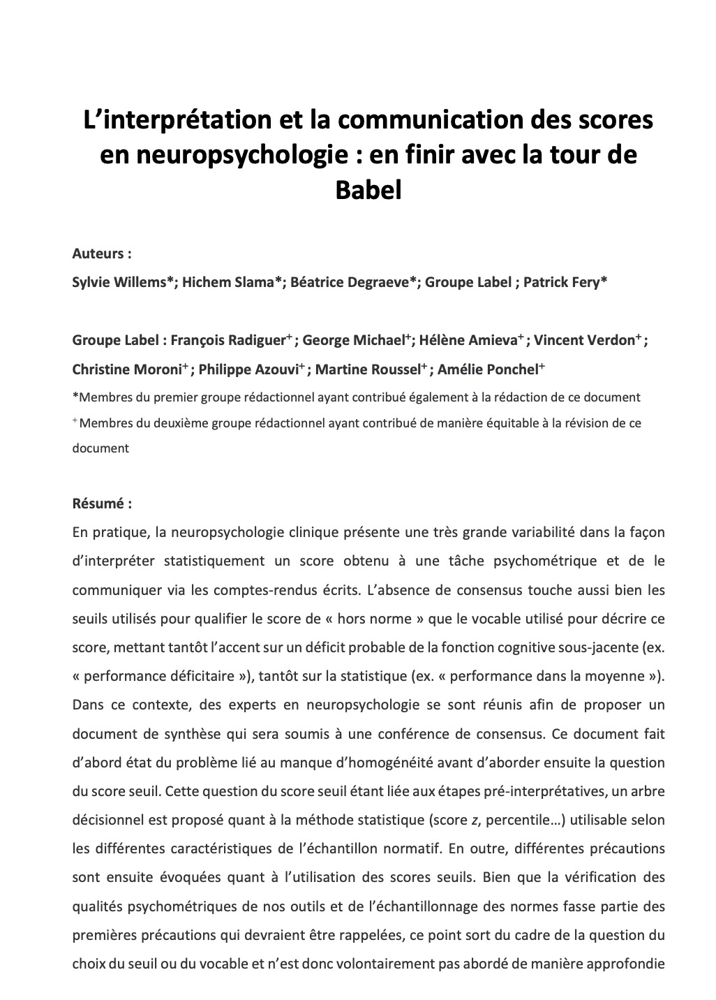 L’interprétation et la communication des scores
en neuropsychologie : en finir avec la tour de
Babel
Auteurs :
Sylvie Willems*; Hichem Slama*; Béatrice Degraeve*; Groupe Label ; Patrick Fery*
Groupe Label : François Radiguer⁺ ; George Michael⁺; Hélène Amieva⁺ ; Vincent Verdon⁺ ;
Christine Moroni⁺ ; Philippe Azouvi⁺ ; Martine Roussel⁺ ; Amélie Ponchel⁺
*Membres du premier groupe rédactionnel ayant contribué également à la rédaction de ce document
⁺ Membres du deuxième groupe rédactionnel ayant contribué de manière équitable à la révision de ce
document
Résumé :
En pratique, la neuropsychologie clinique présente une très grande variabilité dans la façon
d’interpréter statistiquement un score obtenu à une tâche psychométrique et de le
communiquer via les comptes-rendus écrits. L’absence de consensus touche aussi bien les
seuils utilisés pour qualifier le score de « hors norme » que le vocable utilisé pour décrire ce
score, mettant tantôt l’accent sur un déficit probable de la fonction cognitive sous-jacente (ex.
« performance déficitaire »), tantôt sur la statistique (ex. « performance dans la moyenne »).
Dans ce contexte, des experts en neuropsychologie se sont réunis afin de proposer un
document de synthèse qui sera soumis à une conférence de consensus. Ce document fait
d’abord état du problème lié au manque d’homogénéité avant d’aborder ensuite la question
du score seuil. Cette question du score seuil étant liée aux étapes pré-interprétatives, un arbre
décisionnel est proposé quant à la méthode statistique (score z, percentile…) utilisable selon
les différentes caractéristiques de l’échantillon normatif. En outre, différentes précautions
sont ensuite évoquées quant à l’utilisation des scores seuils. Bien que la vérification des
qualités psychométriques de nos outils et de l’échantillonnage des normes fasse partie des
premières précautions qui devraient être rappelées, ce point sort du cadre de la question du
choix du seuil ou du vocable et n’est donc volontairement pas abordé de manière approfondie